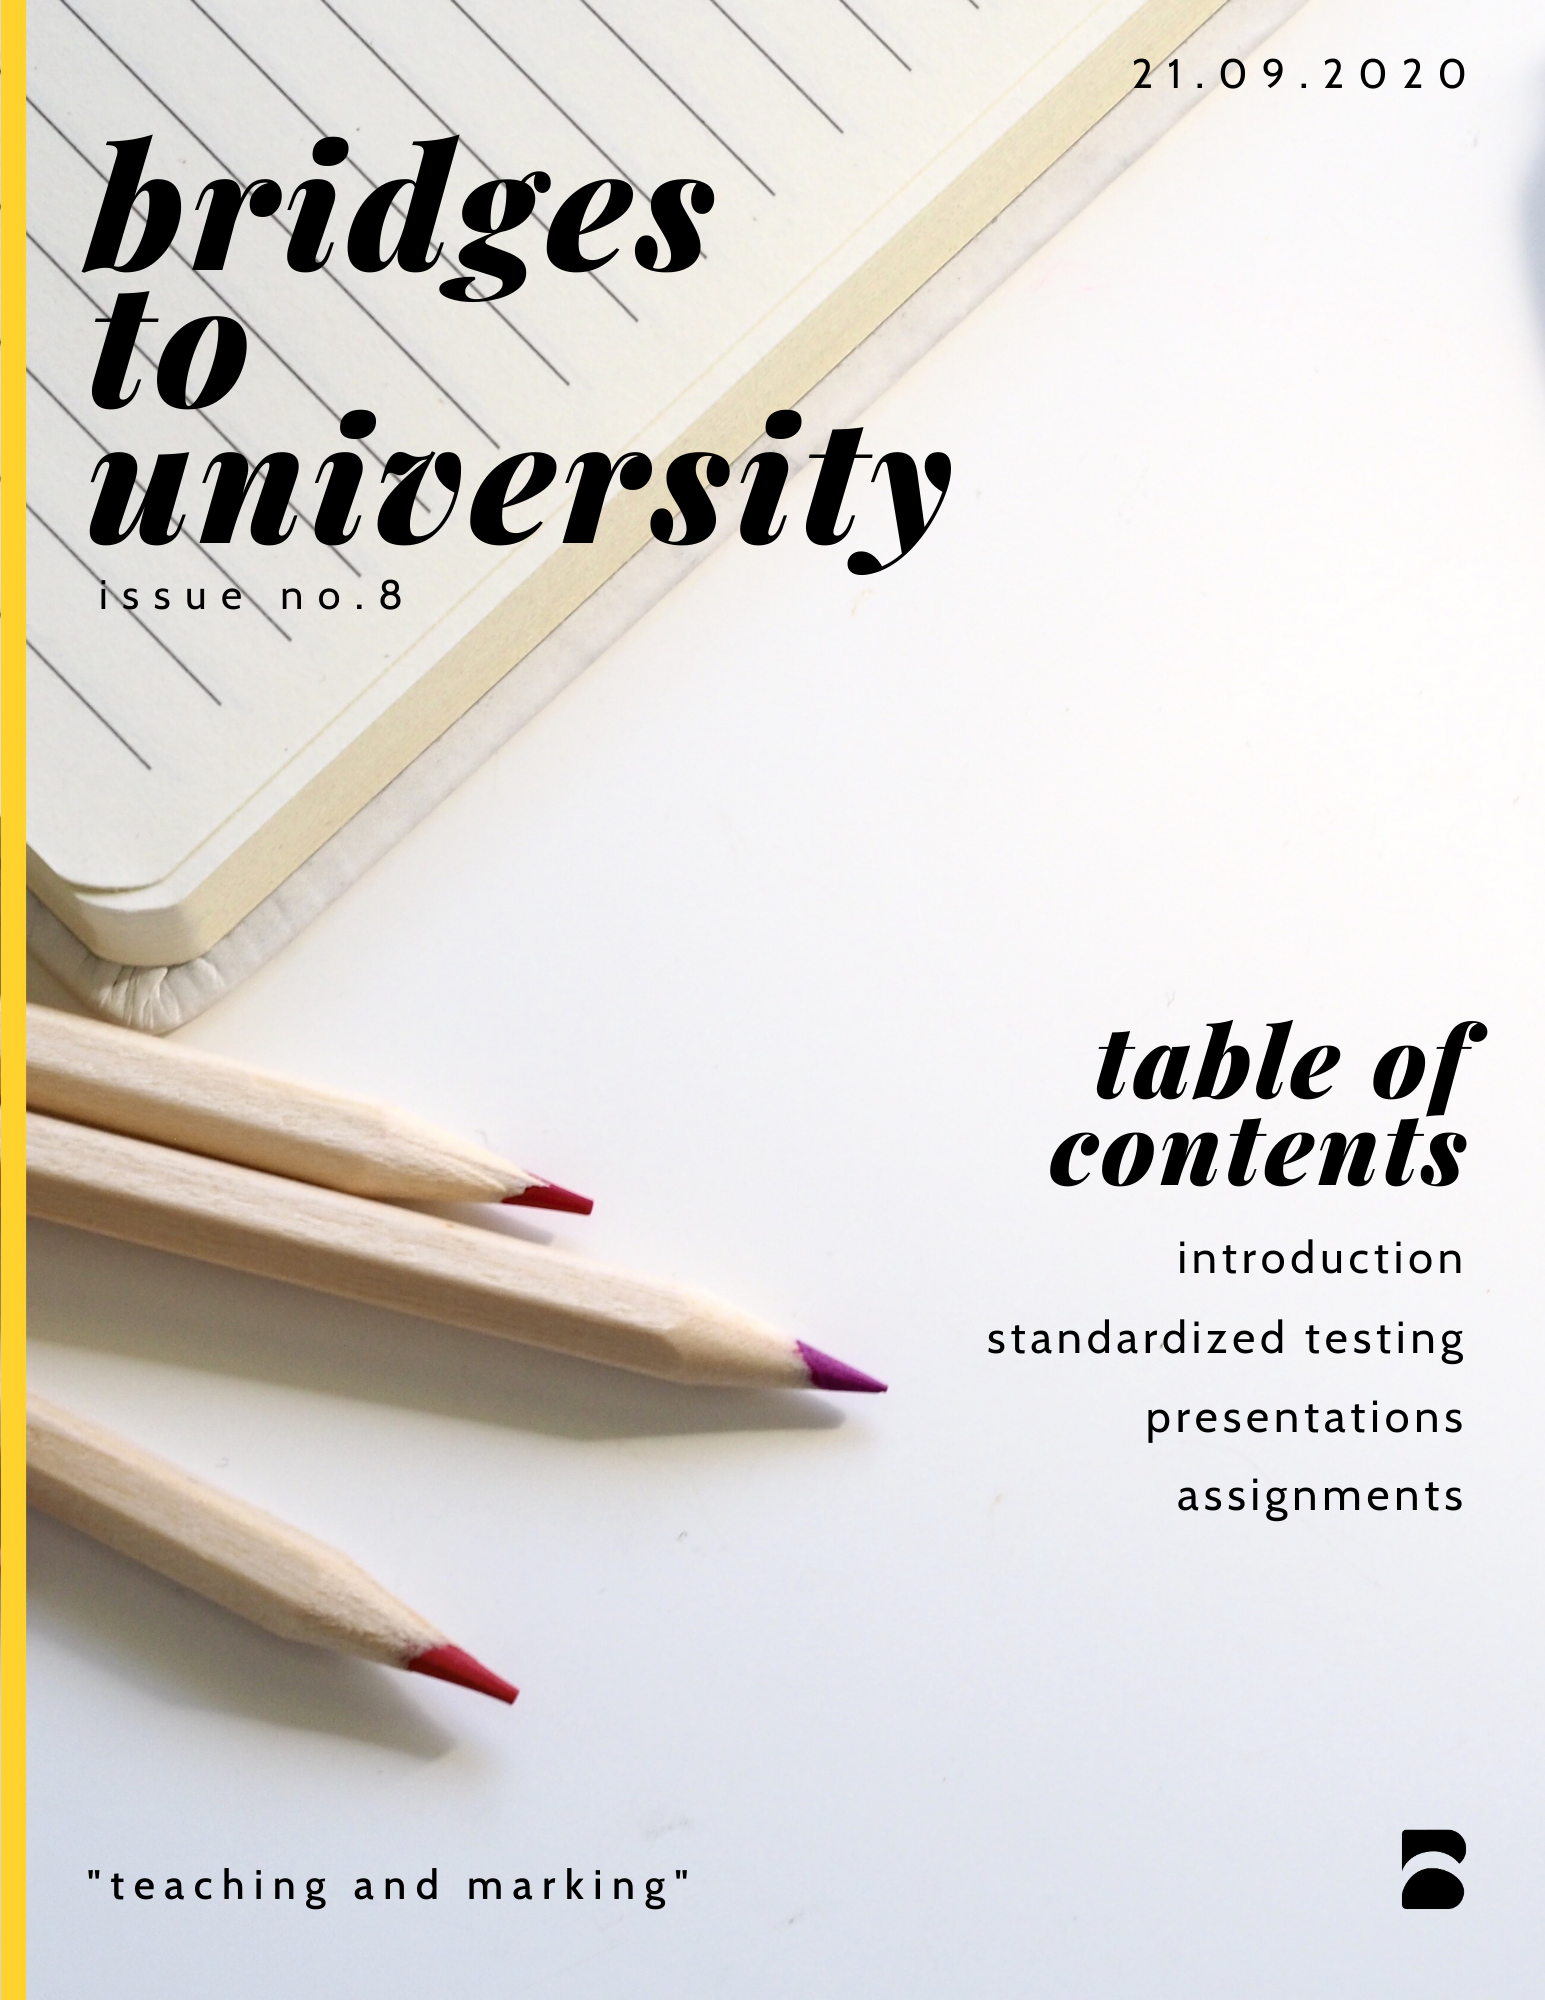 21.09.2020
bridges
to
university
issue no.8
table of
contents
introduction
standardized testing
presentations
assignments
"teaching and marking"